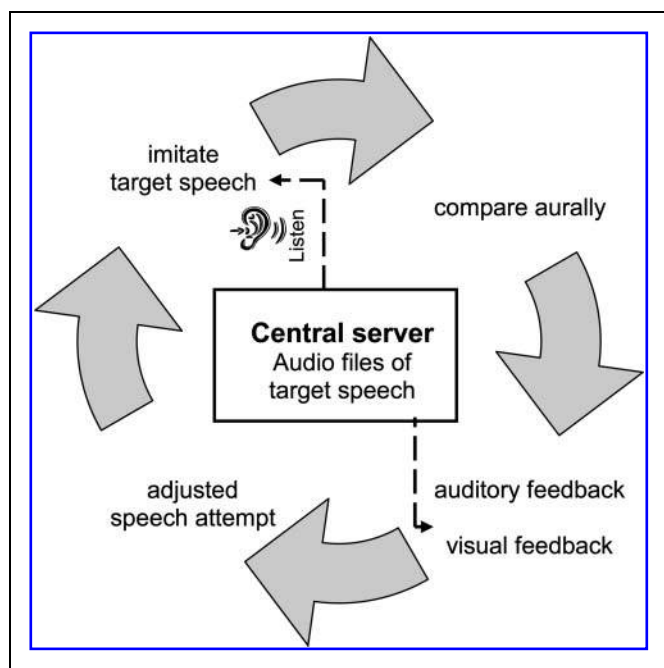 imitate
target speech
Listen
compare aurally
Central server
Audio files of
target speech
auditory feedback
visual feedback
adjusted
speech attempt